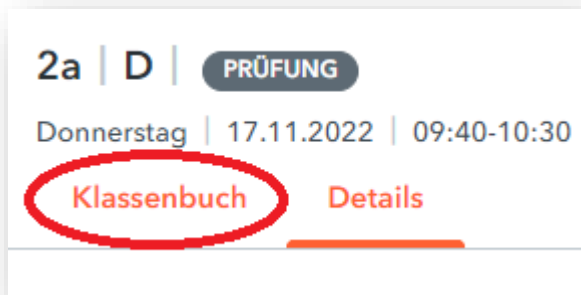 2a | D | PRÜFUNG
Donnerstag | 17.11.2022 | 09:40-10:30
Klassenbuch Details